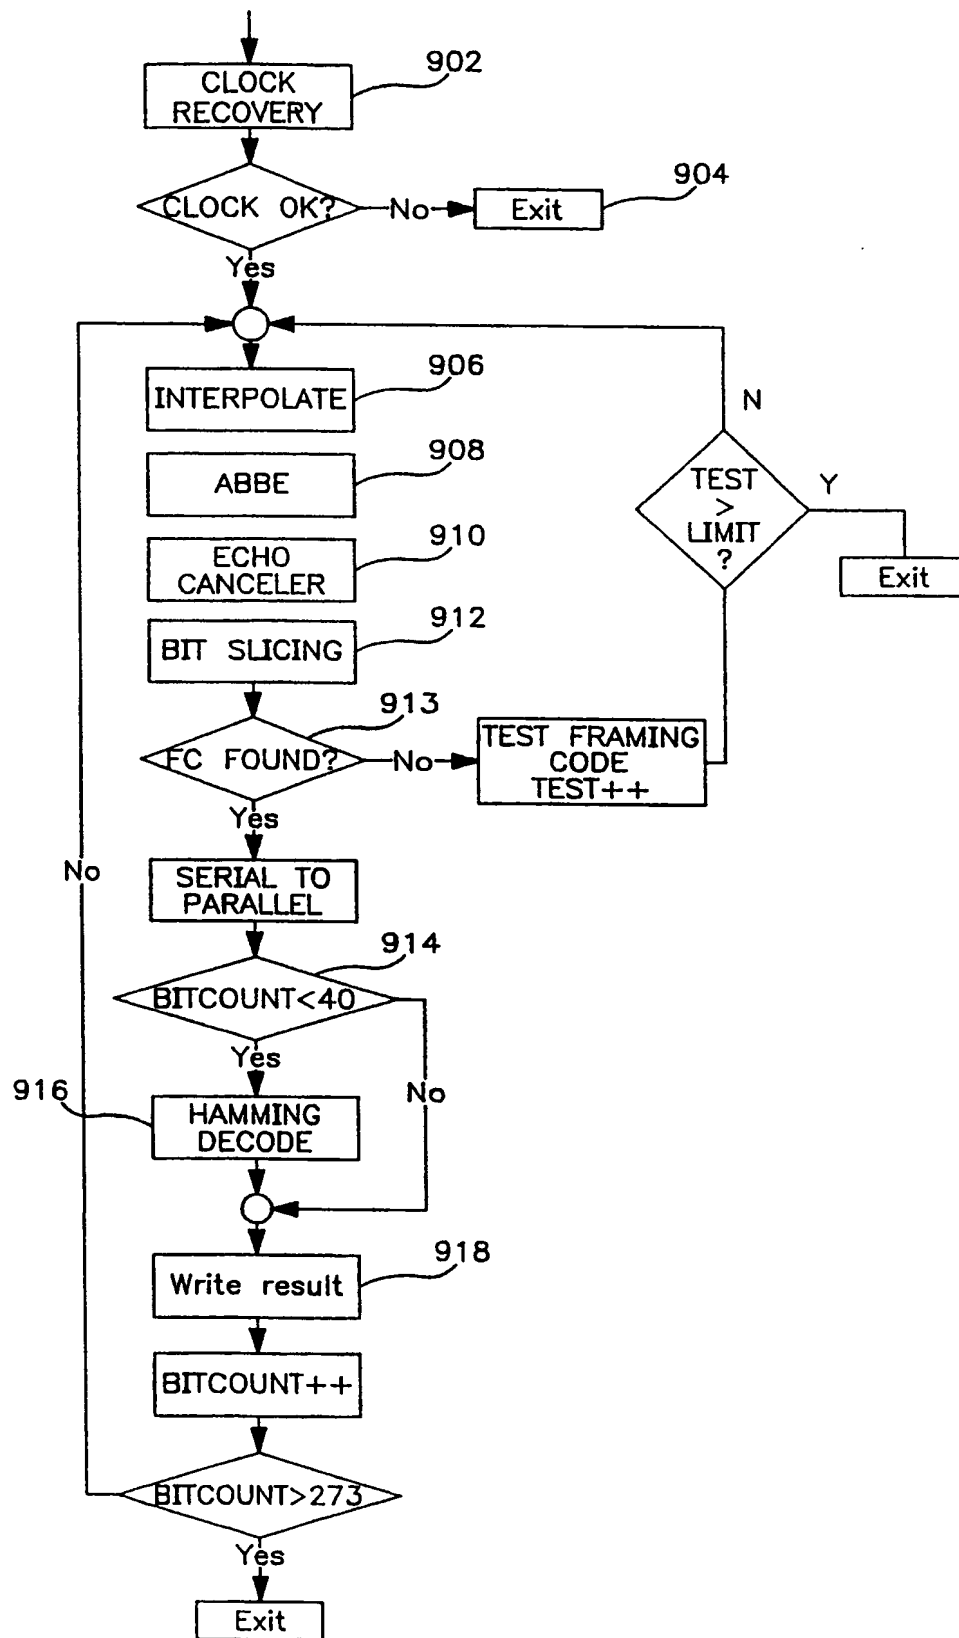 902
CLOCK
RECOVERY
904
CLOCK OK?
No
Exit
Yes
906
INTERPOLATE
N
908
ABBE
TEST
>
LIMIT
?
Y
910
ECHO
CANCELER
Exit
912
BIT SLICING
913
FC FOUND?
No
TEST FRAMING
CODE
TEST++
Yes
No
SERIAL TO
PARALLEL
914
BITCOUNT<40
Yes
No
916
HAMMING
DECODE
918
Write result
BITCOUNT++
BITCOUNT>273
Yes
Exit